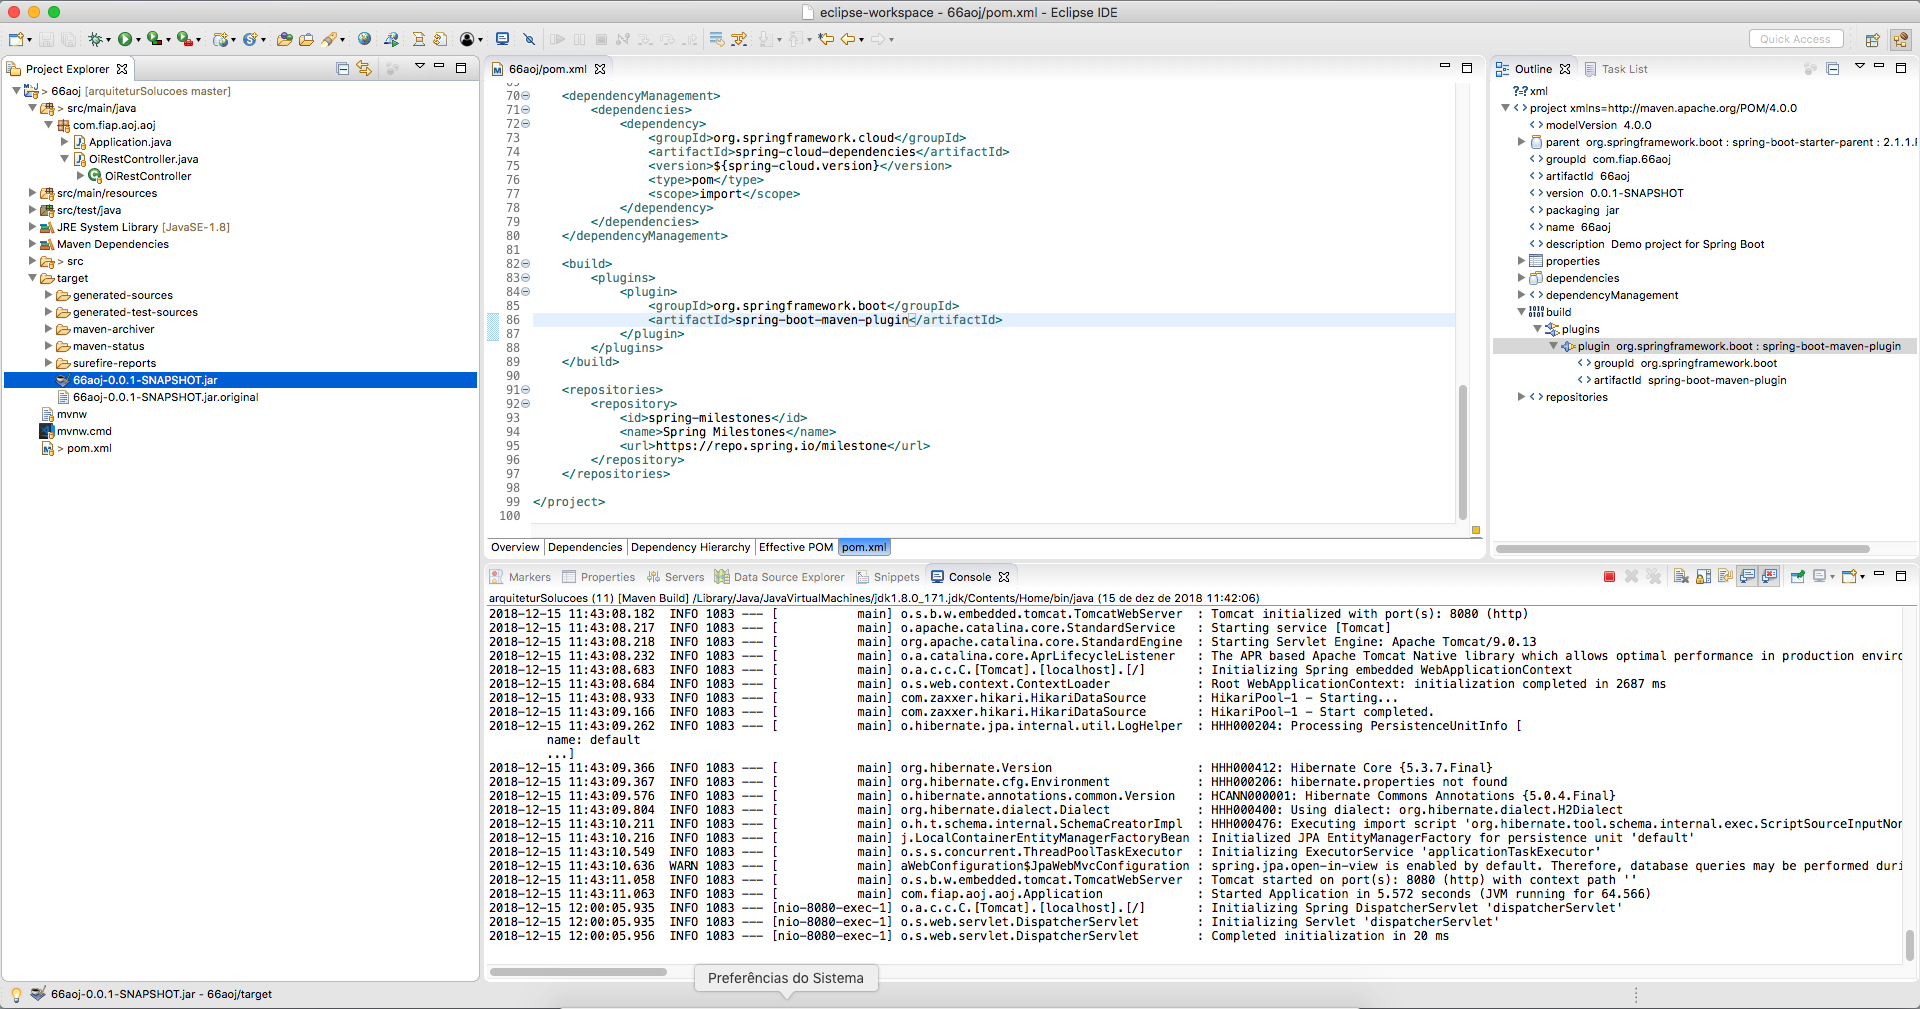 eclipse-workspace - 66aoj/pom.xml - Eclipse IDE
Quick Access
Project Explorer
> 66aoj [arquiteturSolucoes master]
> src/main/java
com.fiap.aoj.aoj
Application.java
OiRestController.java
OiRestController
src/main/resources
src/test/java
JRE System Library [JavaSE-1.8]
Maven Dependencies
> src
target
generated-sources
generated-test-sources
maven-archiver
maven-status
surefire-reports
66aoj-0.0.1-SNAPSHOT.jar
66aoj-0.0.1-SNAPSHOT.jar.original
mvnw
mvnw.cmd
> pom.xml
66aoj/pom.xml
70 <dependencyManagement>
71 <dependencies>
72 <dependency>
73 <groupId>org.springframework.cloud</groupId>
74 <artifactId>spring-cloud-dependencies</artifactId>
75 <version>${spring-cloud.version}</version>
76 <type>pom</type>
77 <scope>import</scope>
78 </dependency>
79 </dependencies>
80 </dependencyManagement>
81
82 <build>
83 <plugins>
84 <plugin>
85 <groupId>org.springframework.boot</groupId>
86 <artifactId>spring-boot-maven-plugin</artifactId>
87 </plugin>
88 </plugins>
89 </build>
90
91 <repositories>
92 <repository>
93 <id>spring-milestones</id>
94 <name>Spring Milestones</name>
95 <url>https://repo.spring.io/milestone</url>
96 </repository>
97 </repositories>
98
99 </project>
100
Overview Dependencies Dependency Hierarchy Effective POM pom.xml
Outline Task List
?=? xml
project xmlns=http://maven.apache.org/POM/4.0.0
modelVersion 4.0.0
parent org.springframework.boot : spring-boot-starter-parent : 2.1.1.
groupId com.fiap.66aoj
artifactId 66aoj
version 0.0.1-SNAPSHOT
packaging jar
name 66aoj
description Demo project for Spring Boot
properties
dependencies
dependencyManagement
build
plugins
plugin org.springframework.boot : spring-boot-maven-plugin
groupId org.springframework.boot
artifactId spring-boot-maven-plugin
repositories
Markers Properties Servers Data Source Explorer Snippets Console
arquiteturSolucoes (11) [Maven Build] /Library/Java/JavaVirtualMachines/jdk1.8.0_171.jdk/Contents/Home/bin/java (15 de dez de 2018 11:42:06)
2018-12-15 11:43:08.182 INFO 1083 --- [ main] o.s.b.w.embedded.tomcat.TomcatWebServer : Tomcat initialized with port(s): 8080 (http)
2018-12-15 11:43:08.217 INFO 1083 --- [ main] o.apache.catalina.core.StandardService : Starting service [Tomcat]
2018-12-15 11:43:08.218 INFO 1083 --- [ main] org.apache.catalina.core.StandardEngine : Starting Servlet Engine: Apache Tomcat/9.0.13
2018-12-15 11:43:08.232 INFO 1083 --- [ main] o.a.catalina.core.AprLifecycleListener : The APR based Apache Tomcat Native library which allows optimal performance in production enviro
2018-12-15 11:43:08.683 INFO 1083 --- [ main] o.a.c.c.C.[Tomcat].[localhost].[/] : Initializing Spring embedded WebApplicationContext
2018-12-15 11:43:08.684 INFO 1083 --- [ main] o.s.web.context.ContextLoader : Root WebApplicationContext: initialization completed in 2687 ms
2018-12-15 11:43:08.933 INFO 1083 --- [ main] com.zaxxer.hikari.HikariDataSource : HikariPool-1 - Starting...
2018-12-15 11:43:09.166 INFO 1083 --- [ main] com.zaxxer.hikari.HikariDataSource : HikariPool-1 - Start completed.
2018-12-15 11:43:09.262 INFO 1083 --- [ main] o.hibernate.jpa.internal.util.LogHelper : HHH000204: Processing PersistenceUnitInfo [
name: default
...]
2018-12-15 11:43:09.366 INFO 1083 --- [ main] org.hibernate.Version : HHH000412: Hibernate Core {5.3.7.Final}
2018-12-15 11:43:09.367 INFO 1083 --- [ main] org.hibernate.cfg.Environment : HHH000206: hibernate.properties not found
2018-12-15 11:43:09.576 INFO 1083 --- [ main] o.hibernate.annotations.common.Version : HCANN000001: Hibernate Commons Annotations {5.0.4.Final}
2018-12-15 11:43:09.804 INFO 1083 --- [ main] org.hibernate.dialect.Dialect : HHH000400: Using dialect: org.hibernate.dialect.H2Dialect
2018-12-15 11:43:10.211 INFO 1083 --- [ main] o.h.t.schema.internal.SchemaCreatorImpl : HHH000476: Executing import script 'org.hibernate.tool.schema.internal.exec.ScriptSourceInputNon
2018-12-15 11:43:10.216 INFO 1083 --- [ main] j.LocalContainerEntityManagerFactoryBean : Initialized JPA EntityManagerFactory for persistence unit 'default'
2018-12-15 11:43:10.549 INFO 1083 --- [ main] o.s.s.concurrent.ThreadPoolTaskExecutor : Initializing ExecutorService 'applicationTaskExecutor'
2018-12-15 11:43:10.636 WARN 1083 --- [ main] aWebConfiguration$JpaWebMvcConfiguration : spring.jpa.open-in-view is enabled by default. Therefore, database queries may be performed duri
2018-12-15 11:43:11.058 INFO 1083 --- [ main] o.s.b.w.embedded.tomcat.TomcatWebServer : Tomcat started on port(s): 8080 (http) with context path ''
2018-12-15 11:43:11.063 INFO 1083 --- [ main] com.fiap.aoj.aoj.Application : Started Application in 5.572 seconds (JVM running for 64.566)
2018-12-15 12:00:05.935 INFO 1083 --- [nio-8080-exec-1] o.a.c.c.C.[Tomcat].[localhost].[/] : Initializing Spring DispatcherServlet 'dispatcherServlet'
2018-12-15 12:00:05.935 INFO 1083 --- [nio-8080-exec-1] o.s.web.servlet.DispatcherServlet : Initializing Servlet 'dispatcherServlet'
2018-12-15 12:00:05.956 INFO 1083 --- [nio-8080-exec-1] o.s.web.servlet.DispatcherServlet : Completed initialization in 20 ms
Preferências do Sistema
66aoj-0.0.1-SNAPSHOT.jar - 66aoj/target